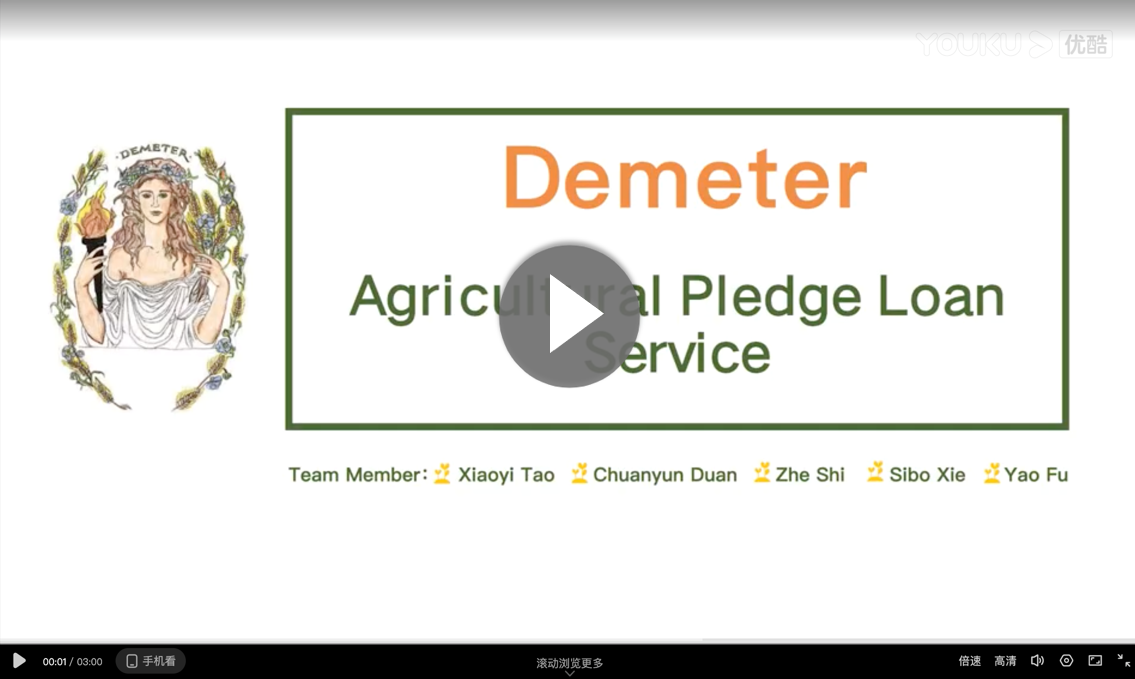 YOUKU 优酷
·DEMETER·
Demeter
Agricultural Pledge Loan
Service
Team Member: Xiaoyi Tao Chuanyun Duan Zhe Shi Sibo Xie Yao Fu
00:01 / 03:00 手机看 滚动浏览更多 倍速 高清